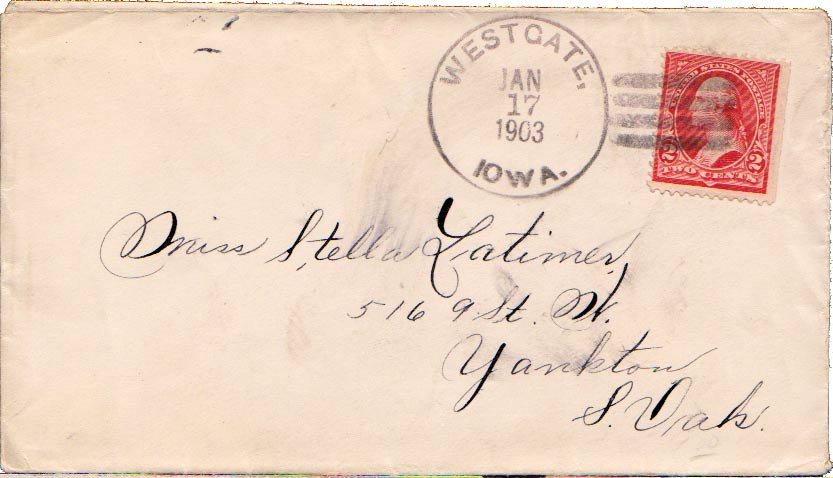 WESTGATE,
JAN
17
1903
IOWA.
UNITED STATES POSTAGE
2 2
TWO CENTS
Miss Stella Latimer,
516 9 St. W.
Yankton
S. Dak.